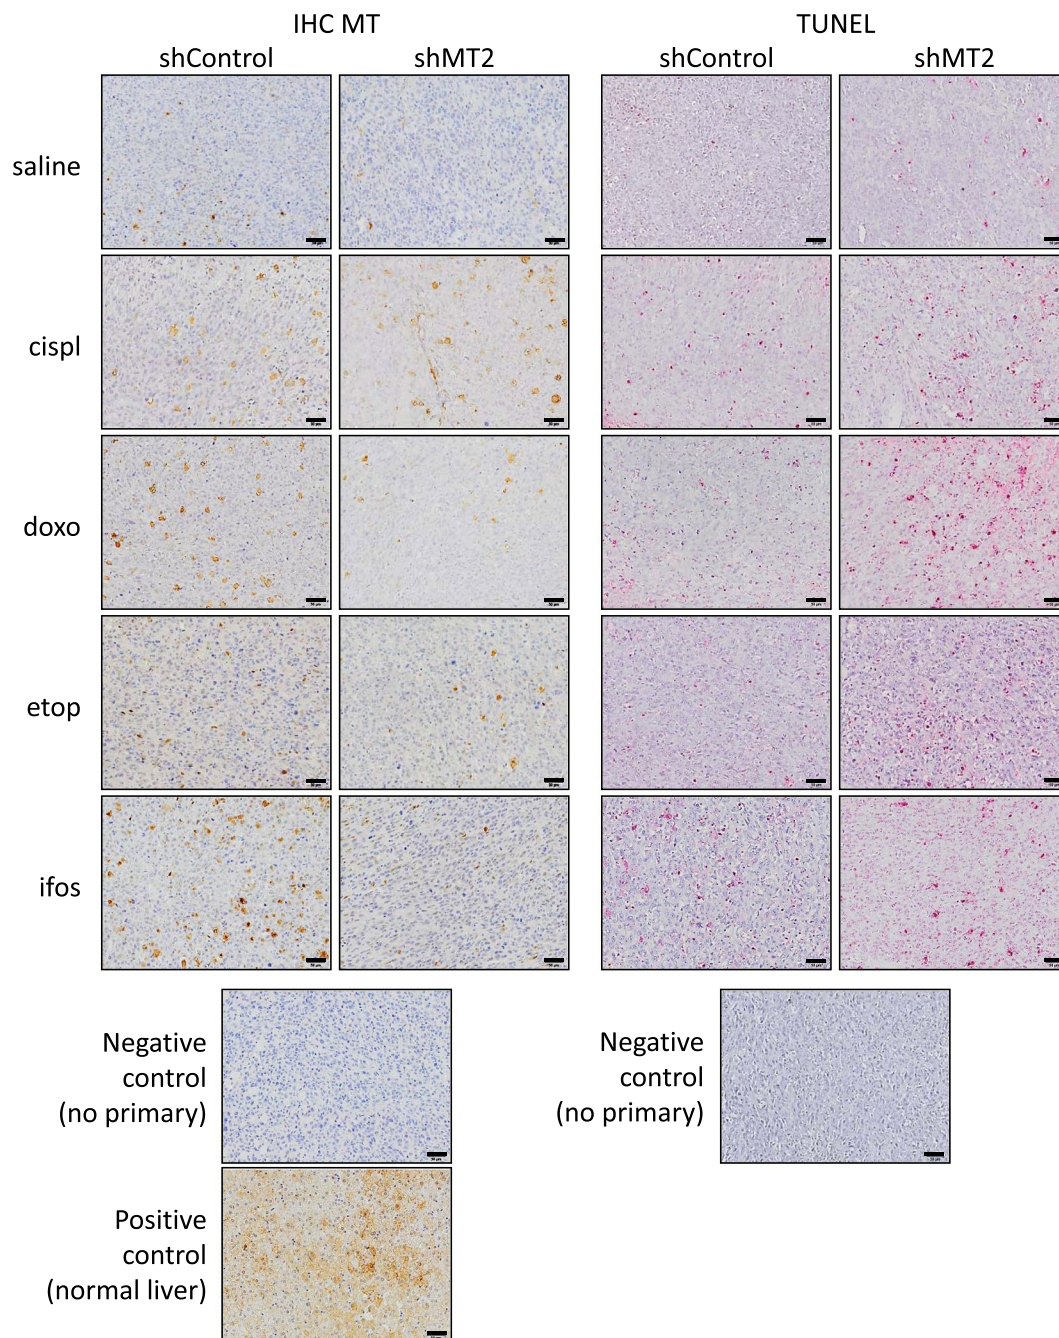 IHC MT
TUNEL
shControl
shMT2
shControl
shMT2
saline
cispl
doxo
etop
ifos
Negative
control
(no primary)
Negative
control
(no primary)
Positive
control
(normal liver)